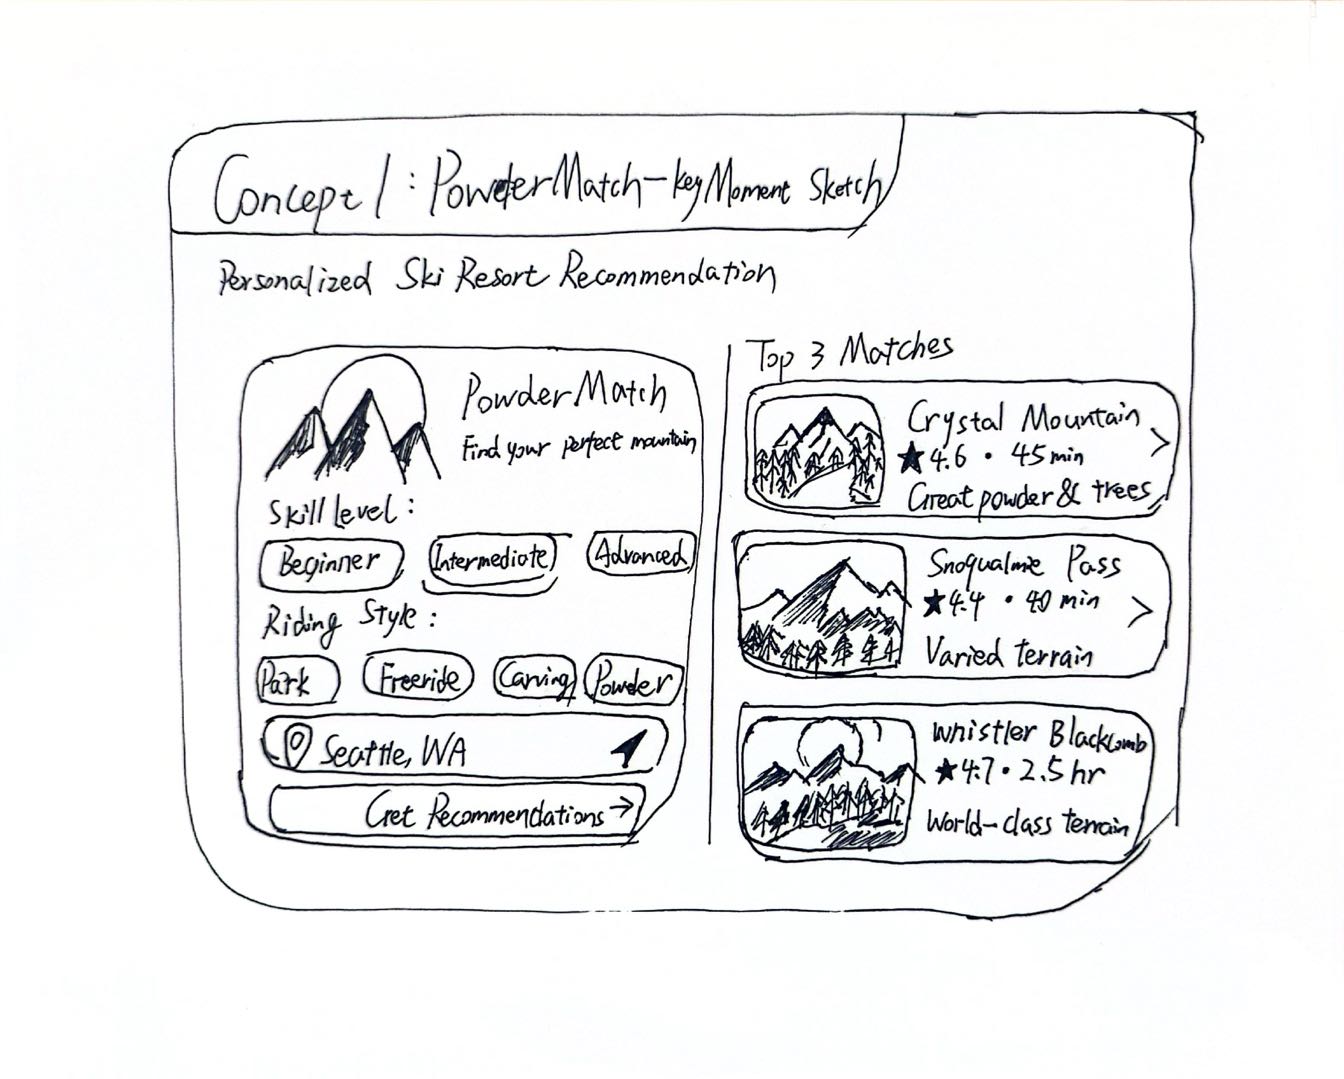 Concept 1: PowderMatch - key Moment Sketch
Personalized Ski Resort Recommendation
PowderMatch
Find your perfect mountain
Skill Level:
Beginner Intermediate Advanced
Riding Style:
Park Freeride Carving Powder
Seattle, WA
Get Recommendations →
Top 3 Matches
Crystal Mountain
★ 4.6 • 45 min
Great powder & trees
>
Snoqualmie Pass
★ 4.4 • 40 min
Varied terrain
>
Whistler Blackcomb
★ 4.7 • 2.5 hr
World-class terrain